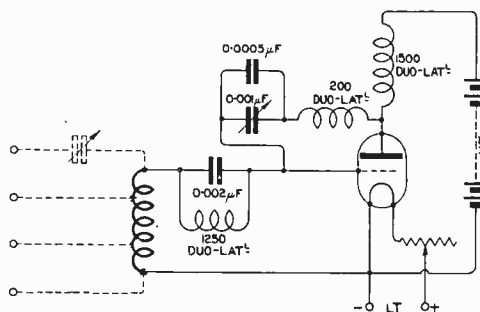 0·0005µF
0·001µF
200
DUO-LATL
1500
DUO-LATL
0·002µF
1250
DUO-LATL
- LT +